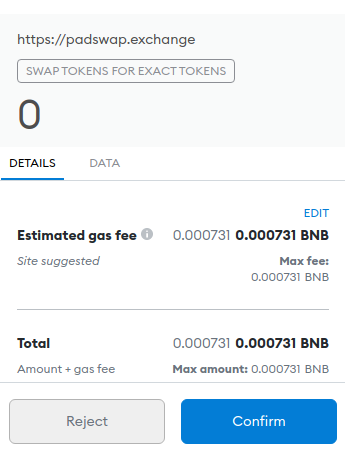 https://padswap.exchange
SWAP TOKENS FOR EXACT TOKENS
0
DETAILS DATA
EDIT
Estimated gas fee i 0.000731 0.000731 BNB
Site suggested Max fee:
0.000731 BNB
Total 0.000731 0.000731 BNB
Amount + gas fee Max amount: 0.000731 BNB
Reject Confirm